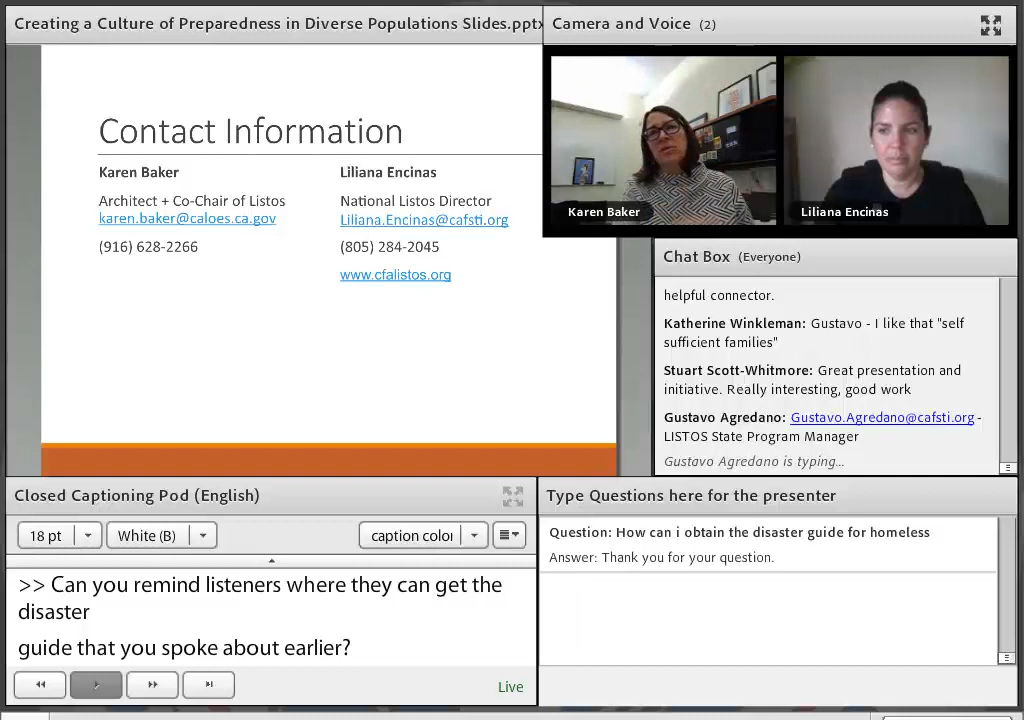 Creating a Culture of Preparedness in Diverse Populations Slides.pptx
Camera and Voice (2)
Contact Information
Karen Baker
Architect + Co-Chair of Listos
karen.baker@caloes.ca.gov
(916) 628-2266
Liliana Encinas
National Listos Director
Liliana.Encinas@cafsti.org
(805) 284-2045
www.cfalistos.org
Karen Baker
Liliana Encinas
Chat Box (Everyone)
helpful connector.
Katherine Winkleman: Gustavo - I like that "self
sufficient families"
Stuart Scott-Whitmore: Great presentation and
initiative. Really interesting, good work
Gustavo Agredano: Gustavo.Agredano@cafsti.org -
LISTOS State Program Manager
Gustavo Agredano is typing...
Closed Captioning Pod (English)
18 pt
White (B)
caption color
>> Can you remind listeners where they can get the
disaster
guide that you spoke about earlier?
Live
Type Questions here for the presenter
Question: How can i obtain the disaster guide for homeless
Answer: Thank you for your question.